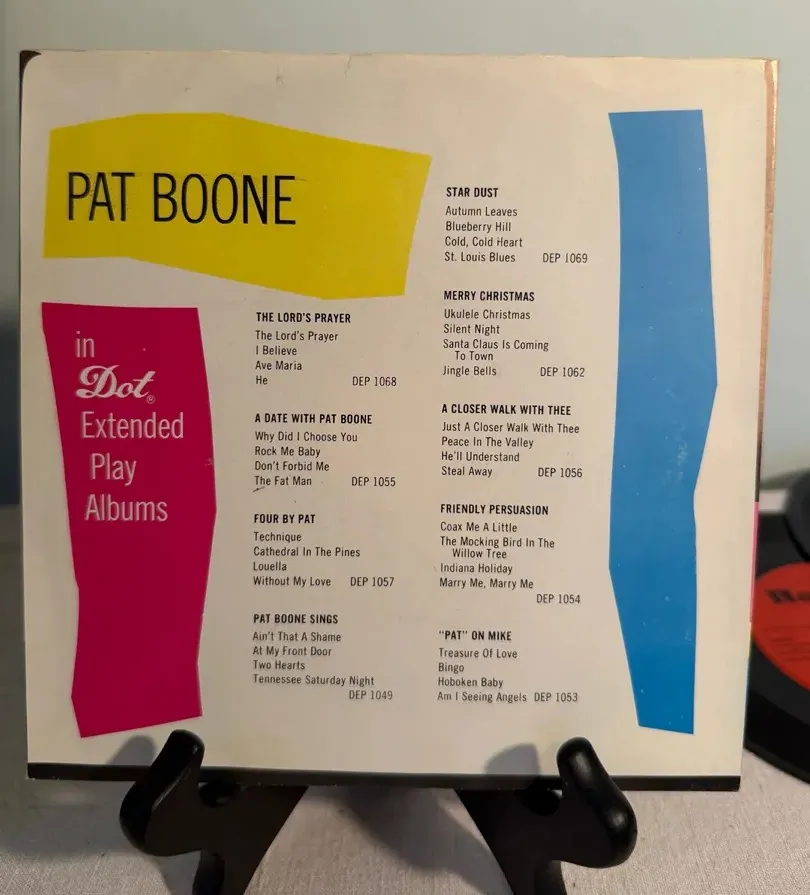 PAT BOONE
in
Dot®
Extended
Play
Albums
THE LORD'S PRAYER
The Lord's Prayer
I Believe
Ave Maria
He DEP 1068
A DATE WITH PAT BOONE
Why Did I Choose You
Rock Me Baby
Don't Forbid Me
The Fat Man DEP 1055
FOUR BY PAT
Technique
Cathedral In The Pines
Louella
Without My Love DEP 1057
PAT BOONE SINGS
Ain't That A Shame
At My Front Door
Two Hearts
Tennessee Saturday Night
DEP 1049
STAR DUST
Autumn Leaves
Blueberry Hill
Cold, Cold Heart
St. Louis Blues DEP 1069
MERRY CHRISTMAS
Ukulele Christmas
Silent Night
Santa Claus Is Coming
To Town
Jingle Bells DEP 1062
A CLOSER WALK WITH THEE
Just A Closer Walk With Thee
Peace In The Valley
He'll Understand
Steal Away DEP 1056
FRIENDLY PERSUASION
Coax Me A Little
The Mocking Bird In The
Willow Tree
Indiana Holiday
Marry Me, Marry Me
DEP 1054
"PAT" ON MIKE
Treasure Of Love
Bingo
Hoboken Baby
Am I Seeing Angels DEP 1053